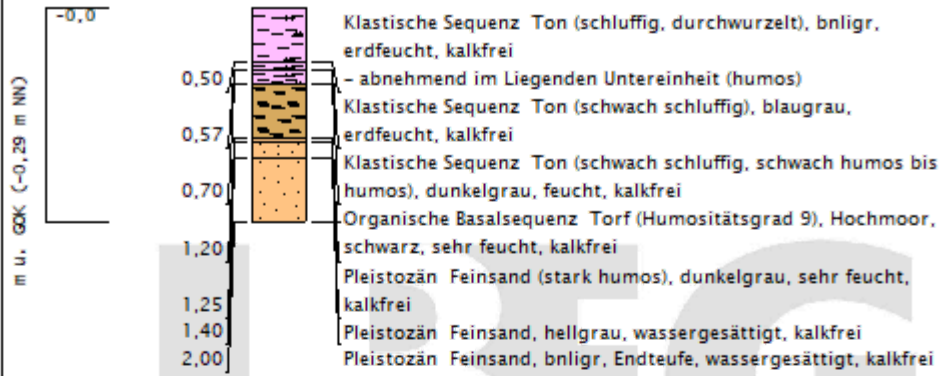 -0,0
m u. GOK (-0,29 m NN)
Klastische Sequenz Ton (schluffig, durchwurzelt), bnligr,
erdfeucht, kalkfrei
0,50
- abnehmend im Liegenden Untereinheit (humos)
Klastische Sequenz Ton (schwach schluffig), blaugrau,
0,57
erdfeucht, kalkfrei
Klastische Sequenz Ton (schwach schluffig, schwach humos bis
0,70
humos), dunkelgrau, feucht, kalkfrei
Organische Basalsequenz Torf (Humositätsgrad 9), Hochmoor,
1,20
schwarz, sehr feucht, kalkfrei
Pleistozän Feinsand (stark humos), dunkelgrau, sehr feucht,
1,25
kalkfrei
1,40
Pleistozän Feinsand, hellgrau, wassergesättigt, kalkfrei
2,00
Pleistozän Feinsand, bnligr, Endteufe, wassergesättigt, kalkfrei